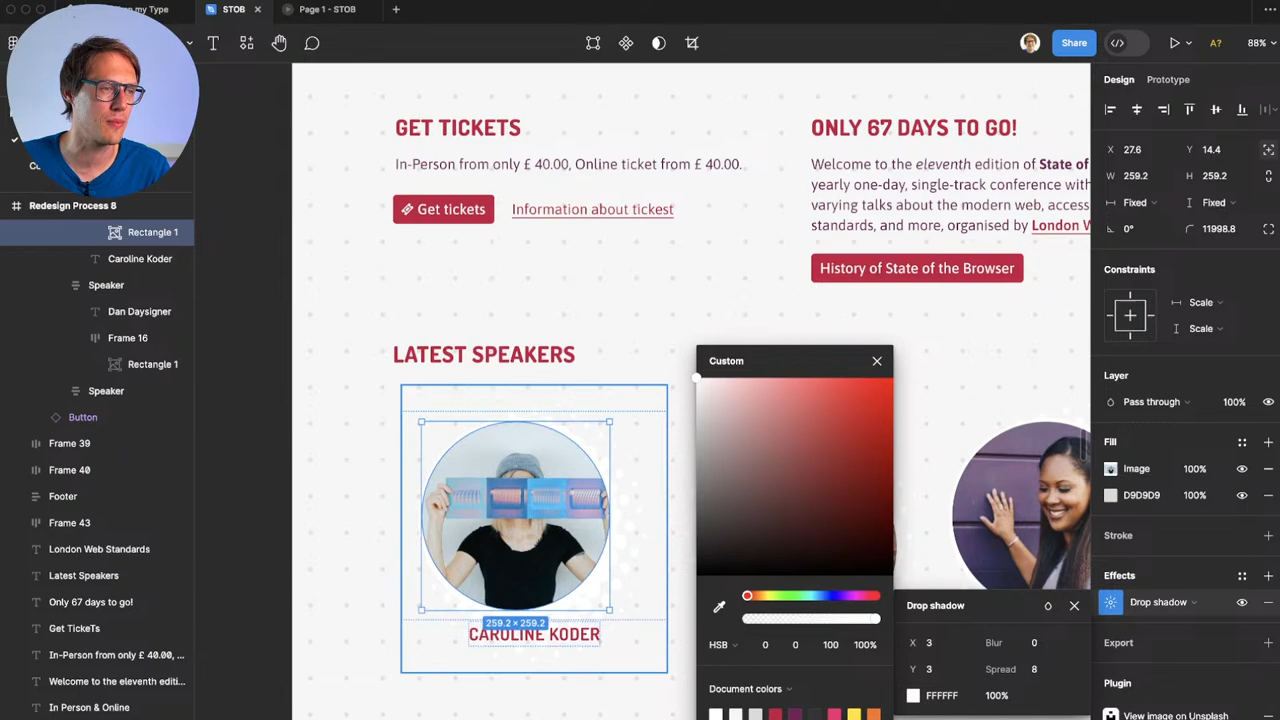 my Type
STOB
Page 1 - STOB
Share
A?
88%
Design
Prototype
GET TICKETS
In-Person from only £ 40.00, Online ticket from £ 40.00.
Get tickets
Information about tickest
ONLY 67 DAYS TO GO!
Welcome to the eleventh edition of State of
yearly one-day, single-track conference with
varying talks about the modern web, access
standards, and more, organised by London W
History of State of the Browser
LATEST SPEAKERS
259.2 × 259.2
CAROLINE KODER
Redesign Process 8
Rectangle 1
Caroline Koder
Speaker
Dan Daysigner
Frame 16
Rectangle 1
Speaker
Button
Frame 39
Frame 40
Footer
Frame 43
London Web Standards
Latest Speakers
Only 67 days to go!
Get TickeTs
In-Person from only £ 40.00, ...
Welcome to the eleventh editi...
In Person & Online
Custom
HSB
0
0
100
100%
Document colors
Drop shadow
X 3
Blur 0
Y 3
Spread 8
FFFFFF
100%
X 27.6
Y 14.4
W 259.2
H 259.2
Fixed
Fixed
0°
11998.8
Constraints
Scale
Scale
Layer
Pass through
100%
Fill
Image
100%
D9D9D9
100%
Stroke
Effects
Drop shadow
Export
Plugin
View image on Unsplash